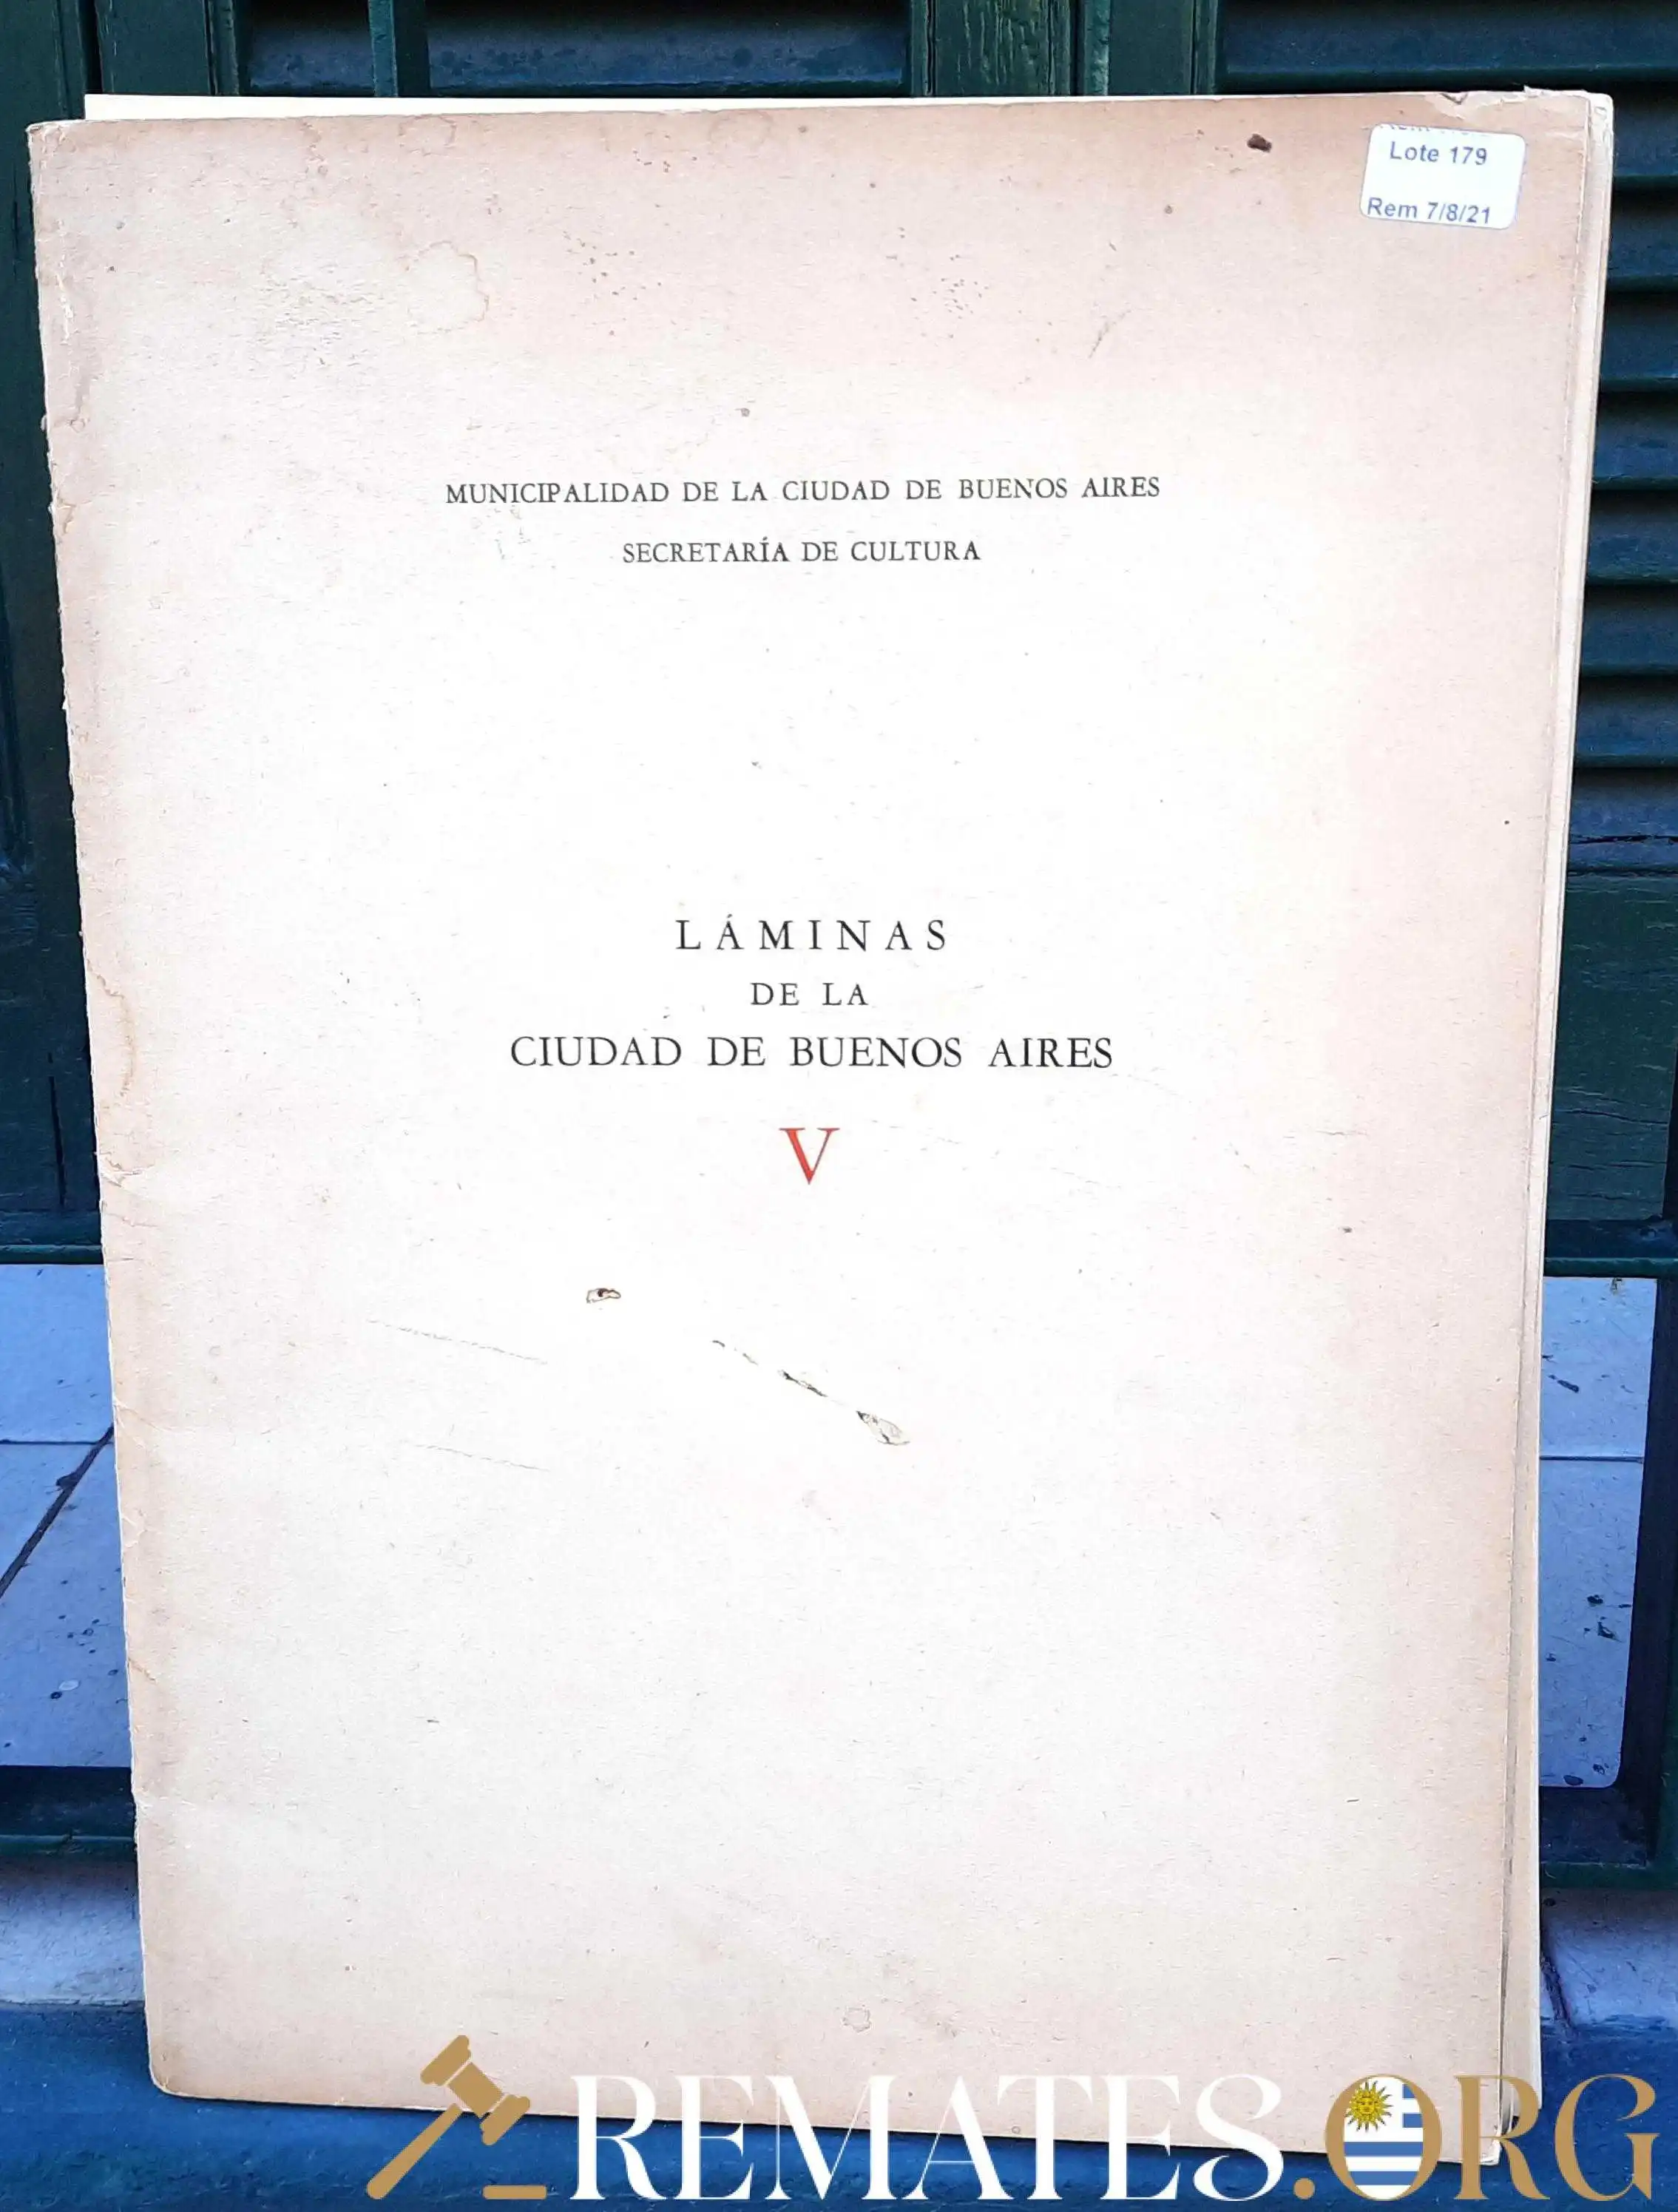 Lote 179
Rem 7/8/21
MUNICIPALIDAD DE LA CIUDAD DE BUENOS AIRES
SECRETARÍA DE CULTURA
LÁMINAS
DE LA
CIUDAD DE BUENOS AIRES
V
REMATES.ORG